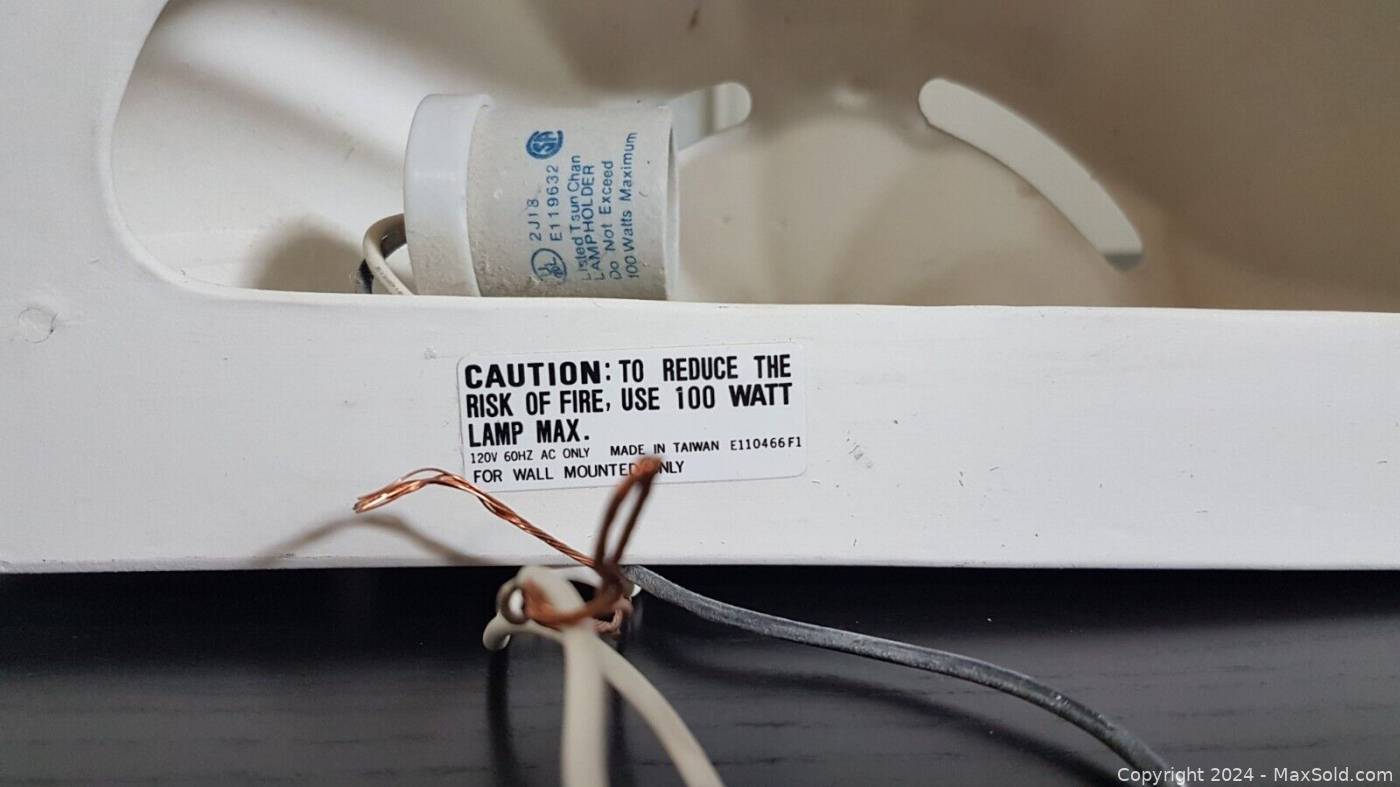 SA
UL
2J18
E119632
Listed Tsun Chan
LAMPHOLDER
Do Not Exceed
100 Watts Maximum
CAUTION: TO REDUCE THE
RISK OF FIRE, USE 100 WATT
LAMP MAX.
120V 60HZ AC ONLY MADE IN TAIWAN E110466F1
FOR WALL MOUNTED ONLY
Copyright 2024 - MaxSold.com